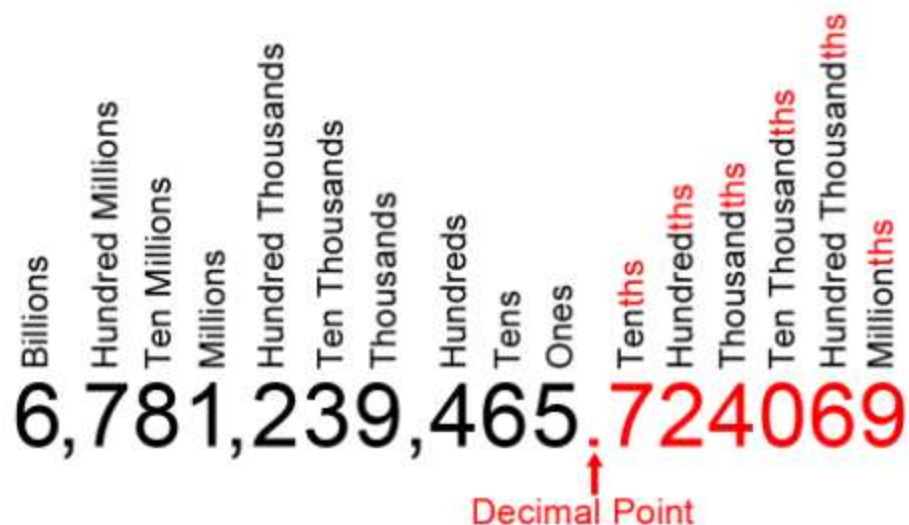 Billions
Hundred Millions
Ten Millions
Millions
Hundred Thousands
Ten Thousands
Thousands
Hundreds
Tens
Ones
Tenths
Hundredths
Thousandths
Ten Thousandths
Hundred Thousandths
Millionths
6,781,239,465.724069
Decimal Point